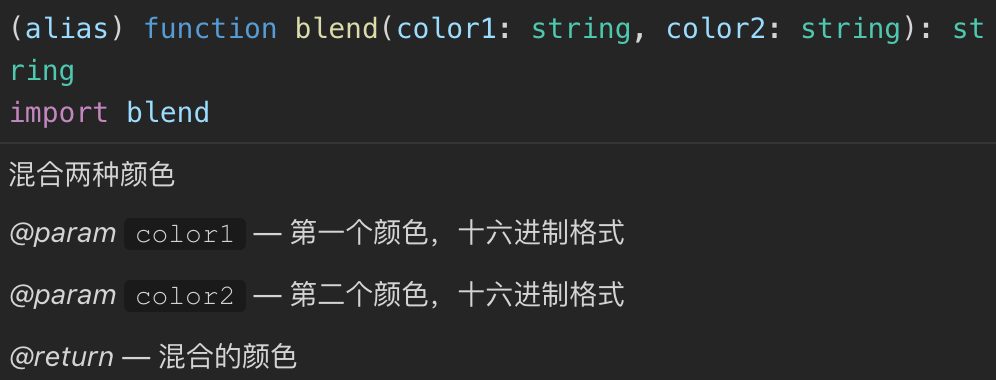 (alias) function blend(color1: string, color2: string): st
ring
import blend
混合两种颜色
@param color1 — 第一个颜色，十六进制格式
@param color2 — 第二个颜色，十六进制格式
@return — 混合的颜色